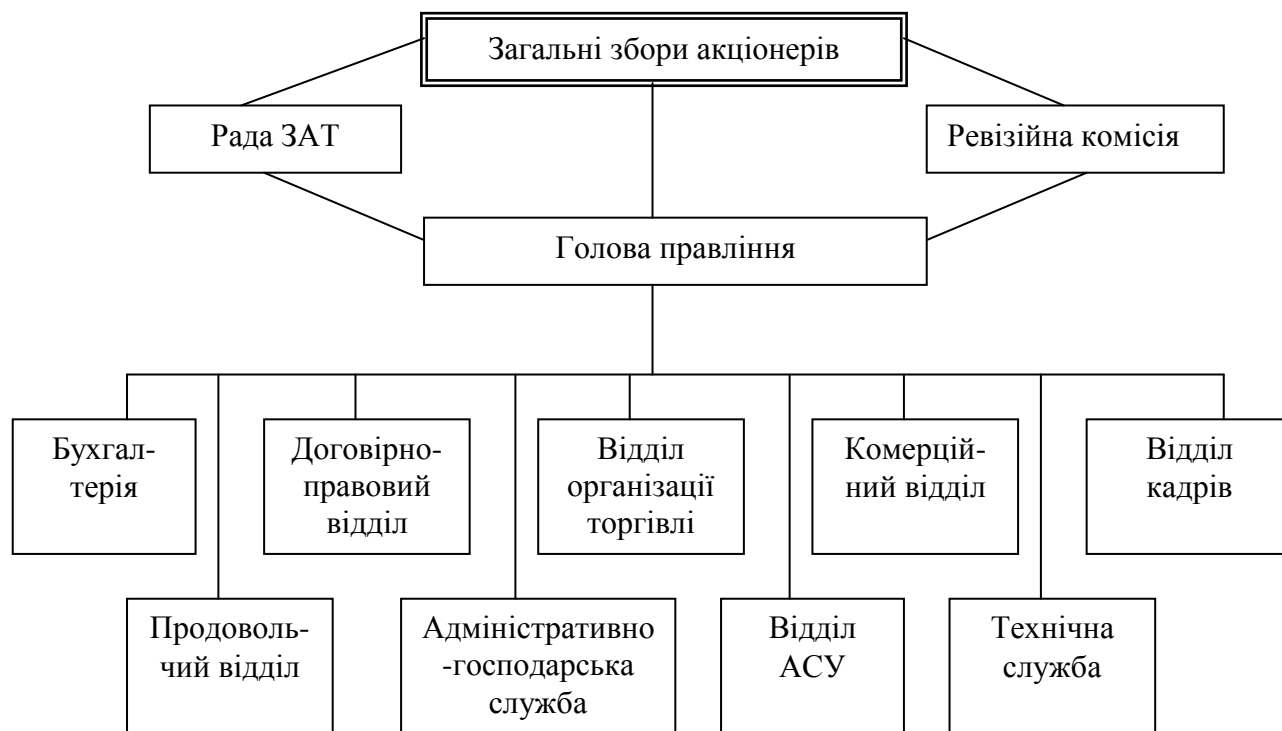 Загальні збори акціонерів
Рада ЗАТ
Ревізійна комісія
Голова правління
Бухгал-
терія
Договірно-
правовий
відділ
Відділ
організації
торгівлі
Комерцій-
ний відділ
Відділ
кадрів
Продоволь-
чий відділ
Адміністративно
-господарська
служба
Відділ
АСУ
Технічна
служба